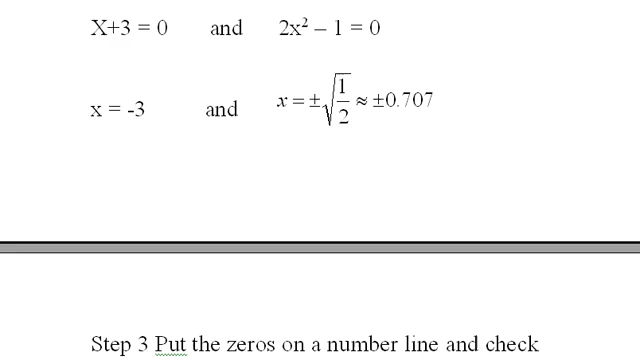 X+3 = 0 and 2x² – 1 = 0
x = -3 and x = ±√(1/2) ≈ ±0.707
Step 3 Put the zeros on a number line and check